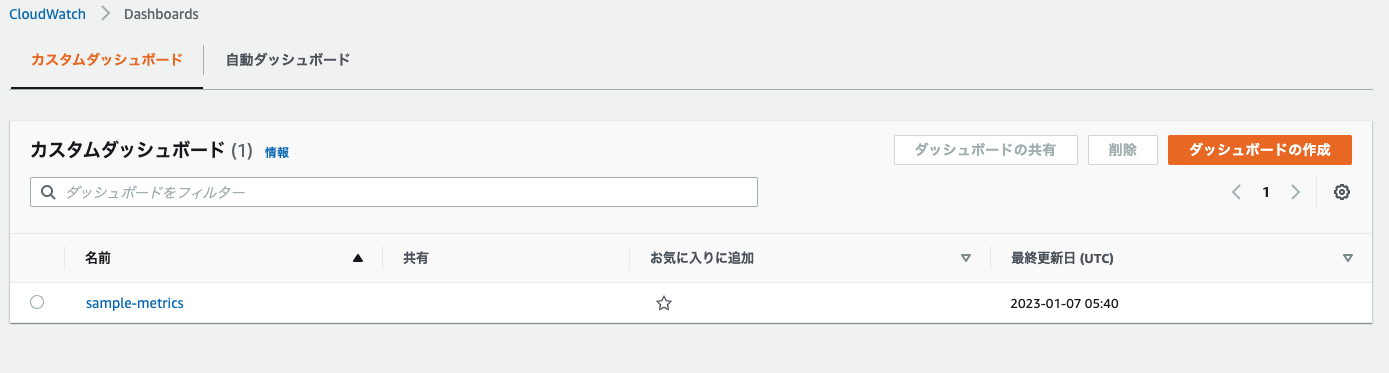 CloudWatch > Dashboards
カスタムダッシュボード 自動ダッシュボード
カスタムダッシュボード (1) 情報 ダッシュボードの共有 削除 ダッシュボードの作成
ダッシュボードをフィルター 1
名前 共有 お気に入りに追加 最終更新日 (UTC)
sample-metrics 2023-01-07 05:40